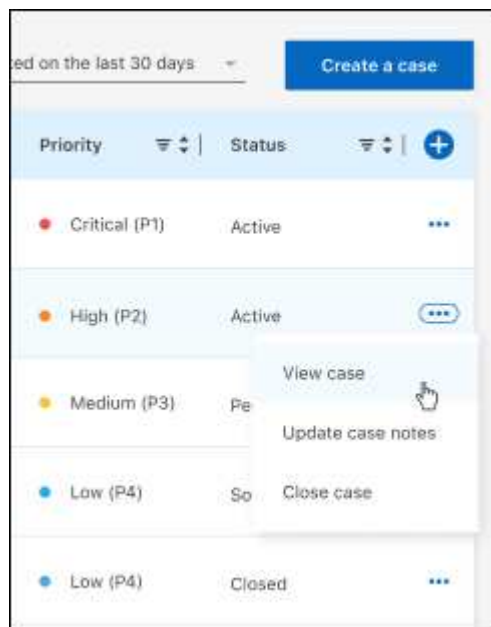 ed on the last 30 days
Create a case
Priority Status
Critical (P1) Active
High (P2) Active
View case
Medium (P3) Pe
Update case notes
Low (P4) So
Close case
Low (P4) Closed